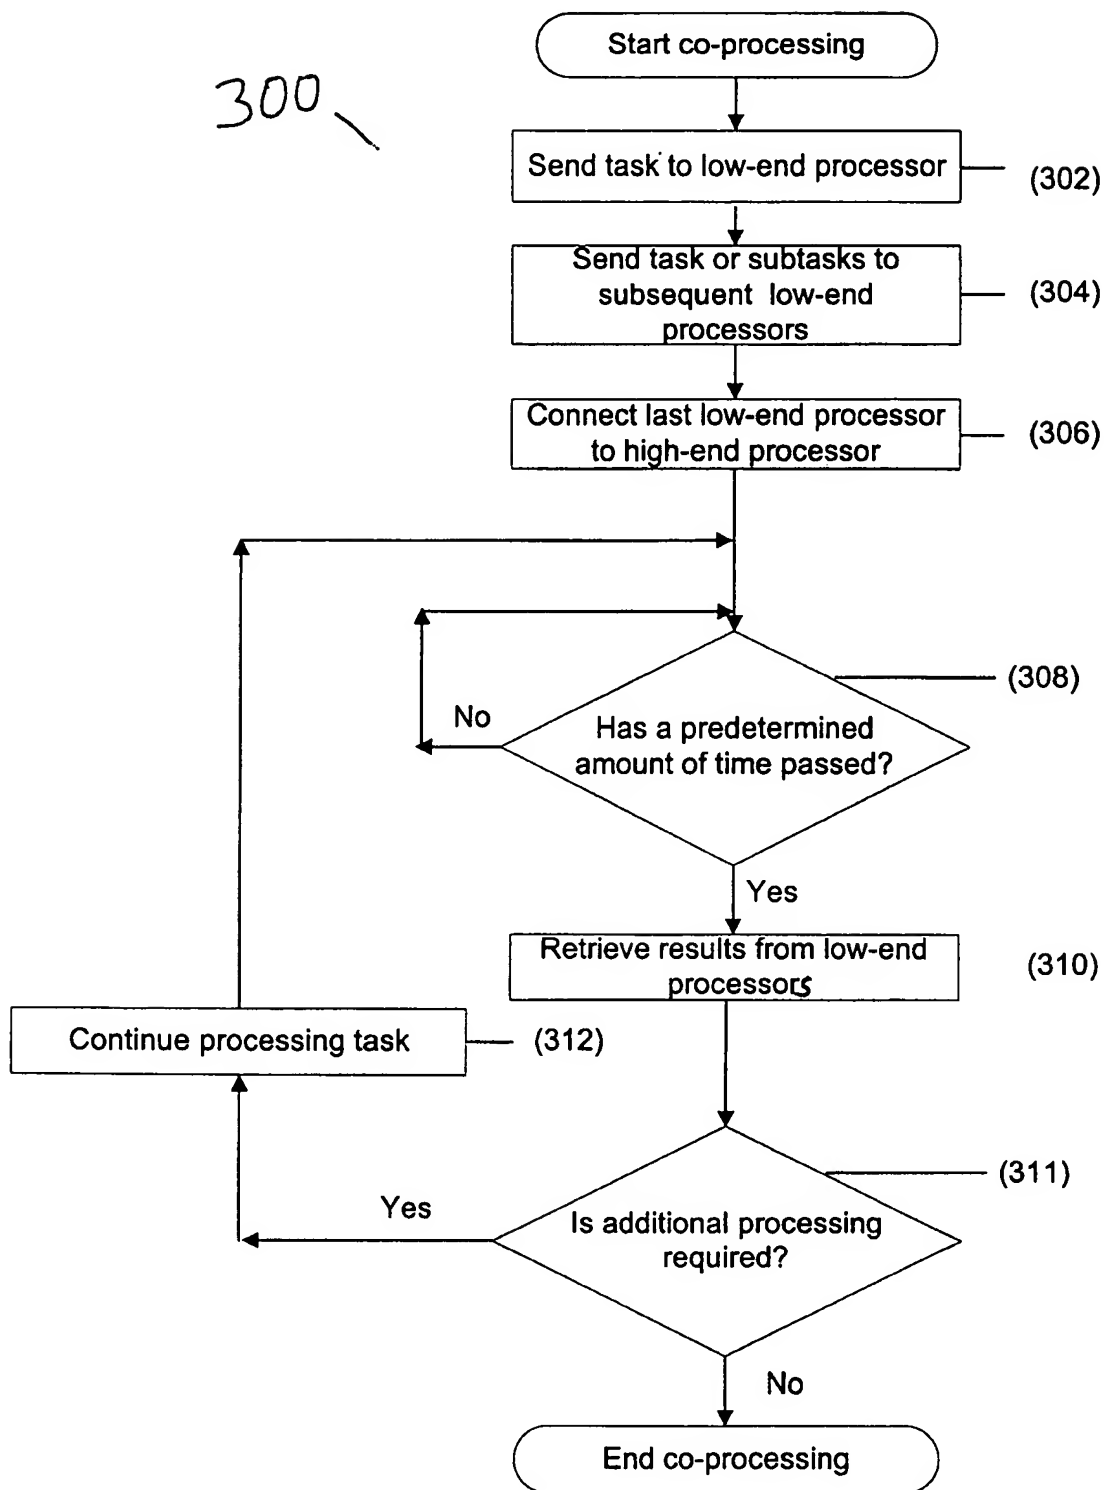 300
Start co-processing
Send task to low-end processor
(302)
Send task or subtasks to
subsequent low-end
processors
(304)
Connect last low-end processor
to high-end processor
(306)
(308)
No
Has a predetermined
amount of time passed?
Yes
Retrieve results from low-end
processors
(310)
Continue processing task
(312)
(311)
Yes
Is additional processing
required?
No
End co-processing